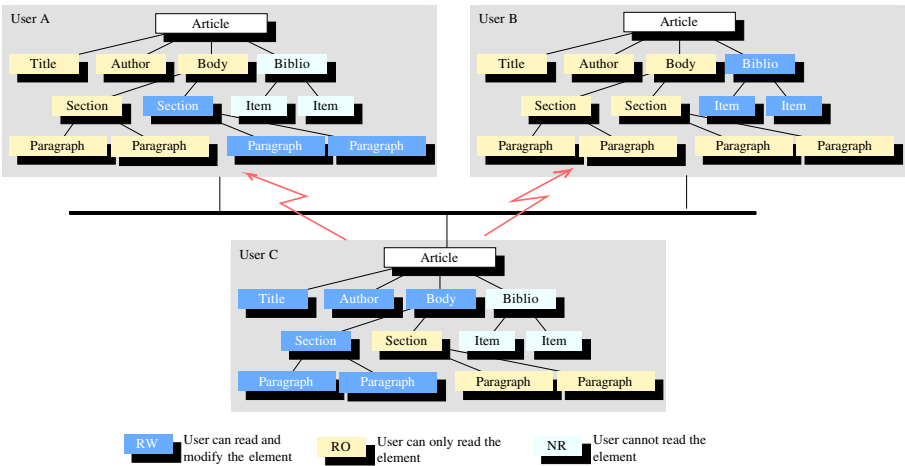 User A
Article
Title Author Body Biblio
Section Section Item Item
Paragraph Paragraph Paragraph Paragraph
User B
Article
Title Author Body Biblio
Section Section Item Item
Paragraph Paragraph Paragraph Paragraph
User C
Article
Title Author Body Biblio
Section Section Item Item
Paragraph Paragraph Paragraph Paragraph
RW User can read and
modify the element
RO User can only read the
element
NR User cannot read the
element